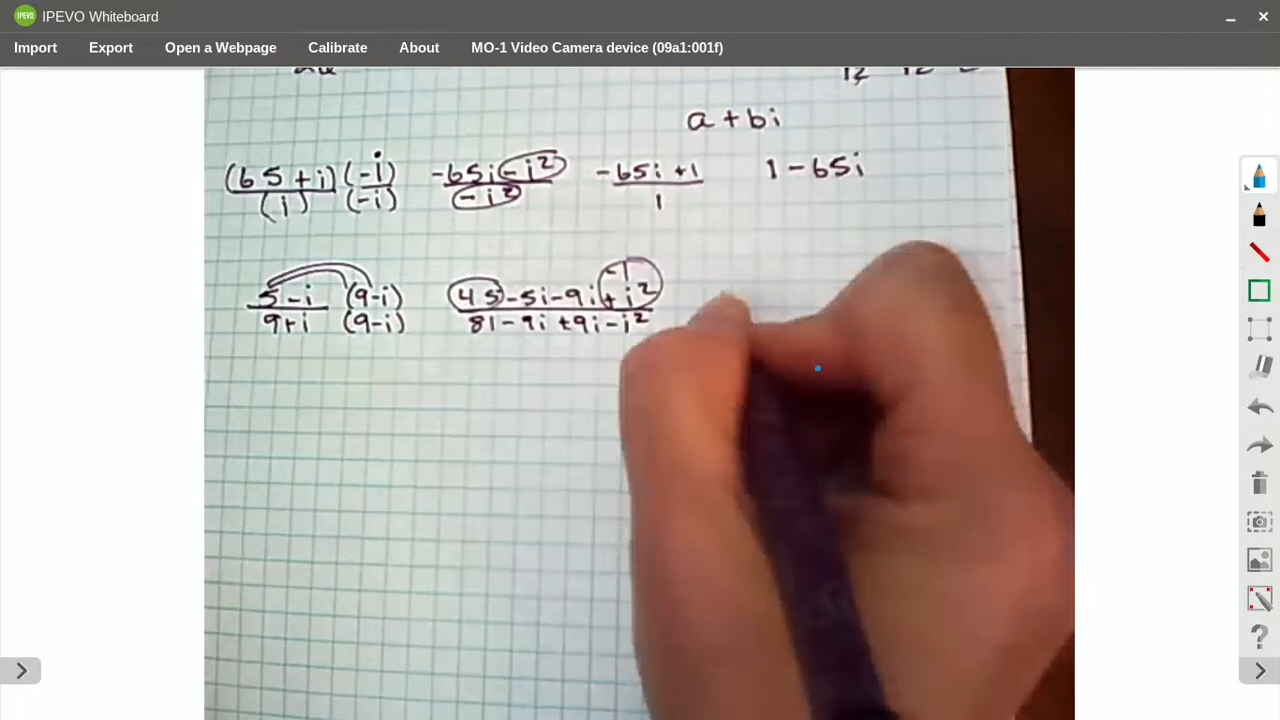 IPEVO Whiteboard
Import Export Open a Webpage Calibrate About MO-1 Video Camera device (09a1:001f)
a + bi
(65 + i) (-i) / (i) (-i) -65i - i² / - i² -65i + 1 / 1 1 - 65i
-1
5 - i (9-i) / 9+i (9-i) 45 - 5i - 9i + i² / 81 - 9i + 9i - i²